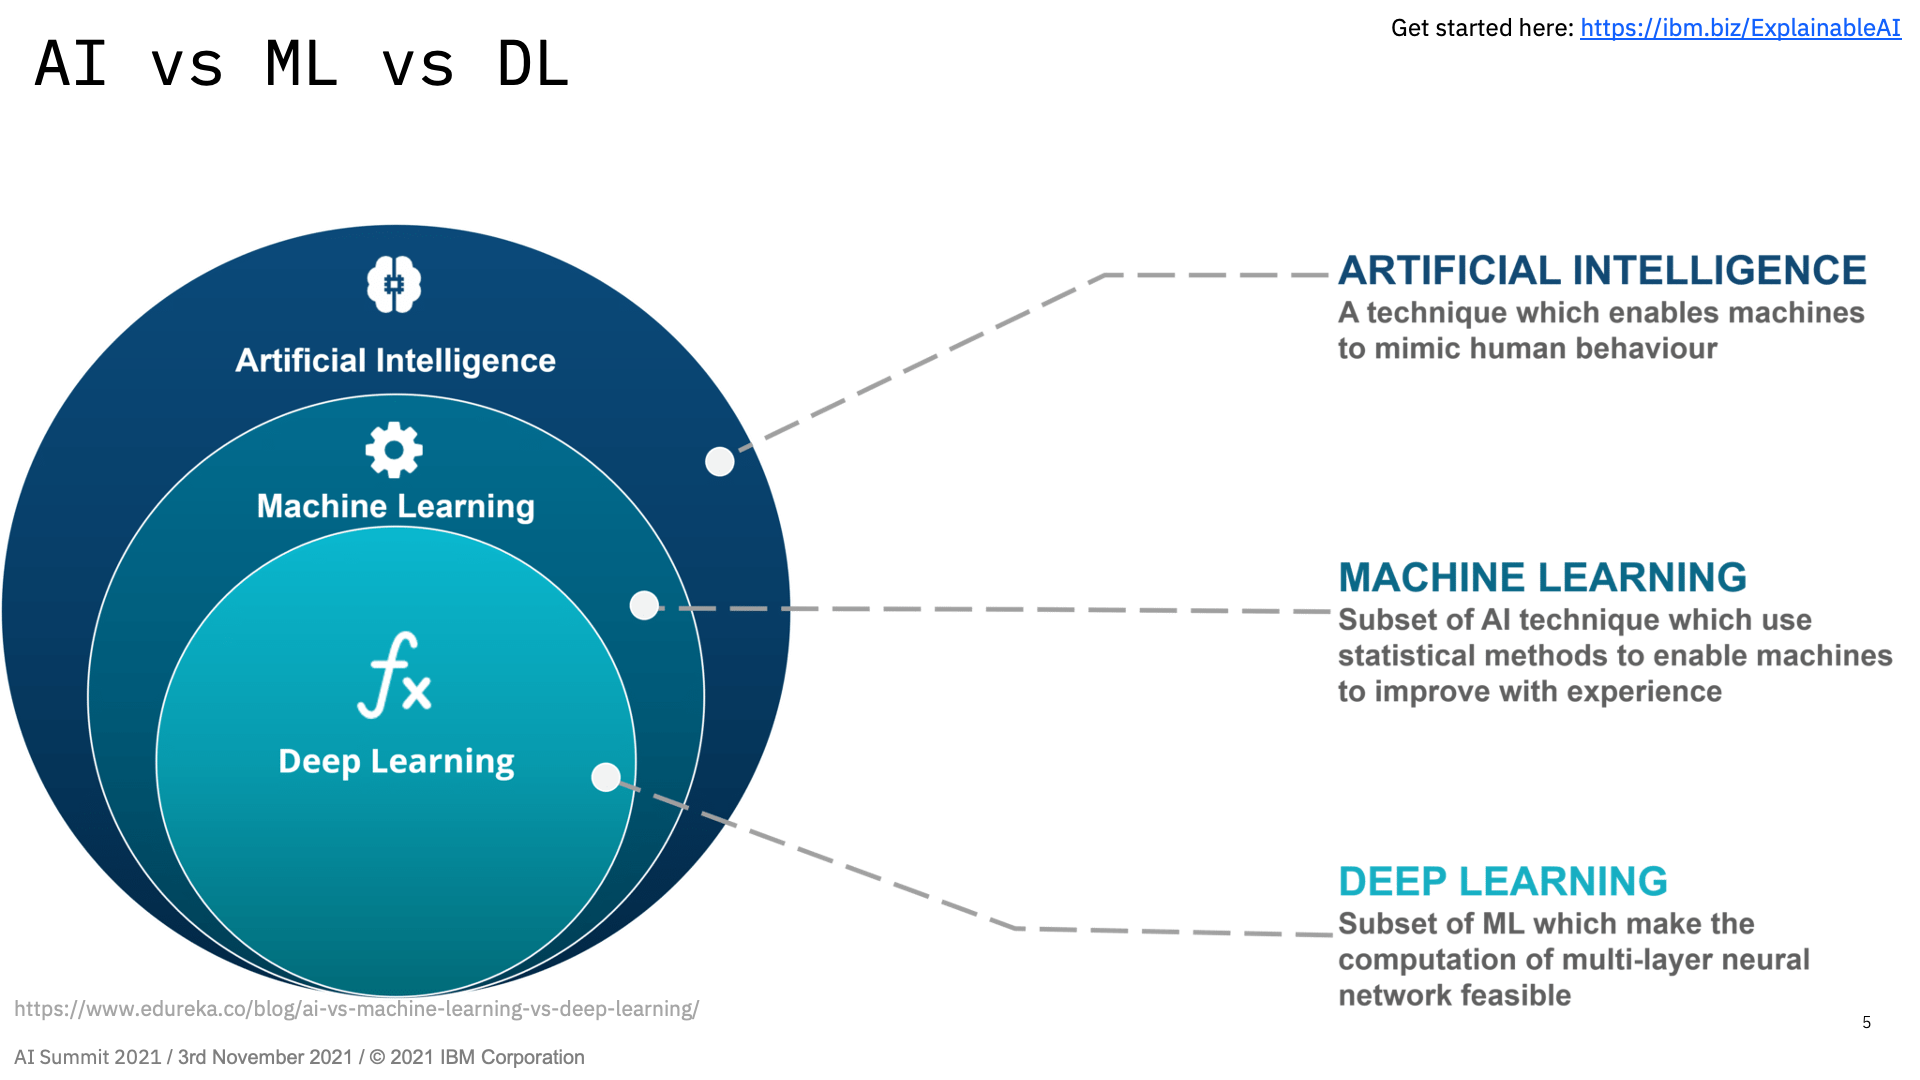 AI vs ML vs DL
Get started here: https://ibm.biz/ExplainableAI
Artificial Intelligence
Machine Learning
fx
Deep Learning
ARTIFICIAL INTELLIGENCE
A technique which enables machines
to mimic human behaviour
MACHINE LEARNING
Subset of AI technique which use
statistical methods to enable machines
to improve with experience
DEEP LEARNING
Subset of ML which make the
computation of multi-layer neural
network feasible
https://www.edureka.co/blog/ai-vs-machine-learning-vs-deep-learning/
5
AI Summit 2021 / 3rd November 2021 / © 2021 IBM Corporation